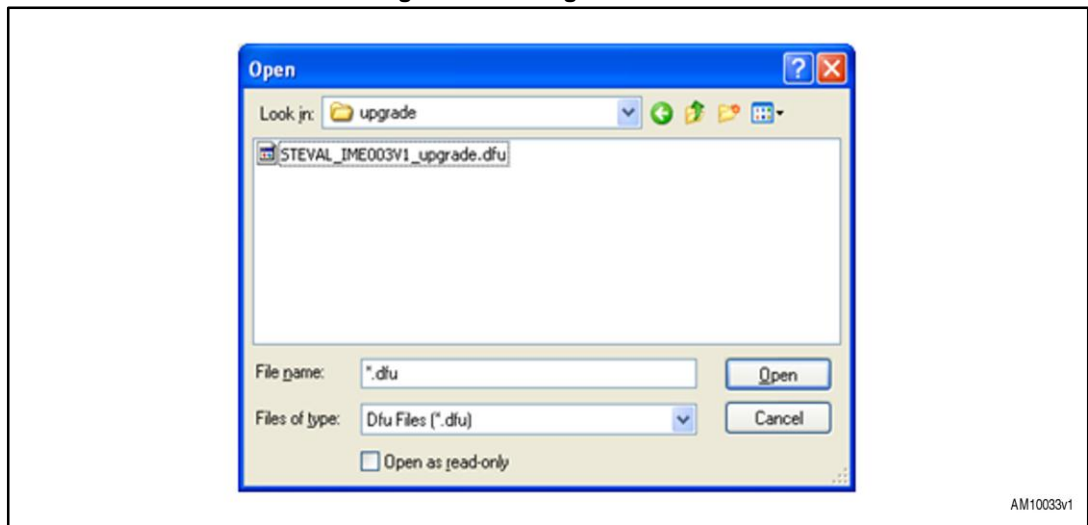 Open
Look in: upgrade
STEVAL_IME003V1_upgrade.dfu
File name: *.dfu Open
Files of type: Dfu Files (*.dfu) Cancel
Open as read-only
AM10033v1